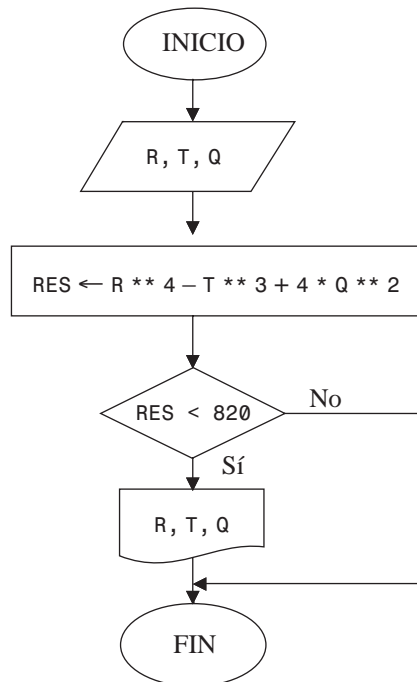 INICIO
R, T, Q
RES ← R ** 4 – T ** 3 + 4 * Q ** 2
RES < 820
No
Sí
R, T, Q
FIN